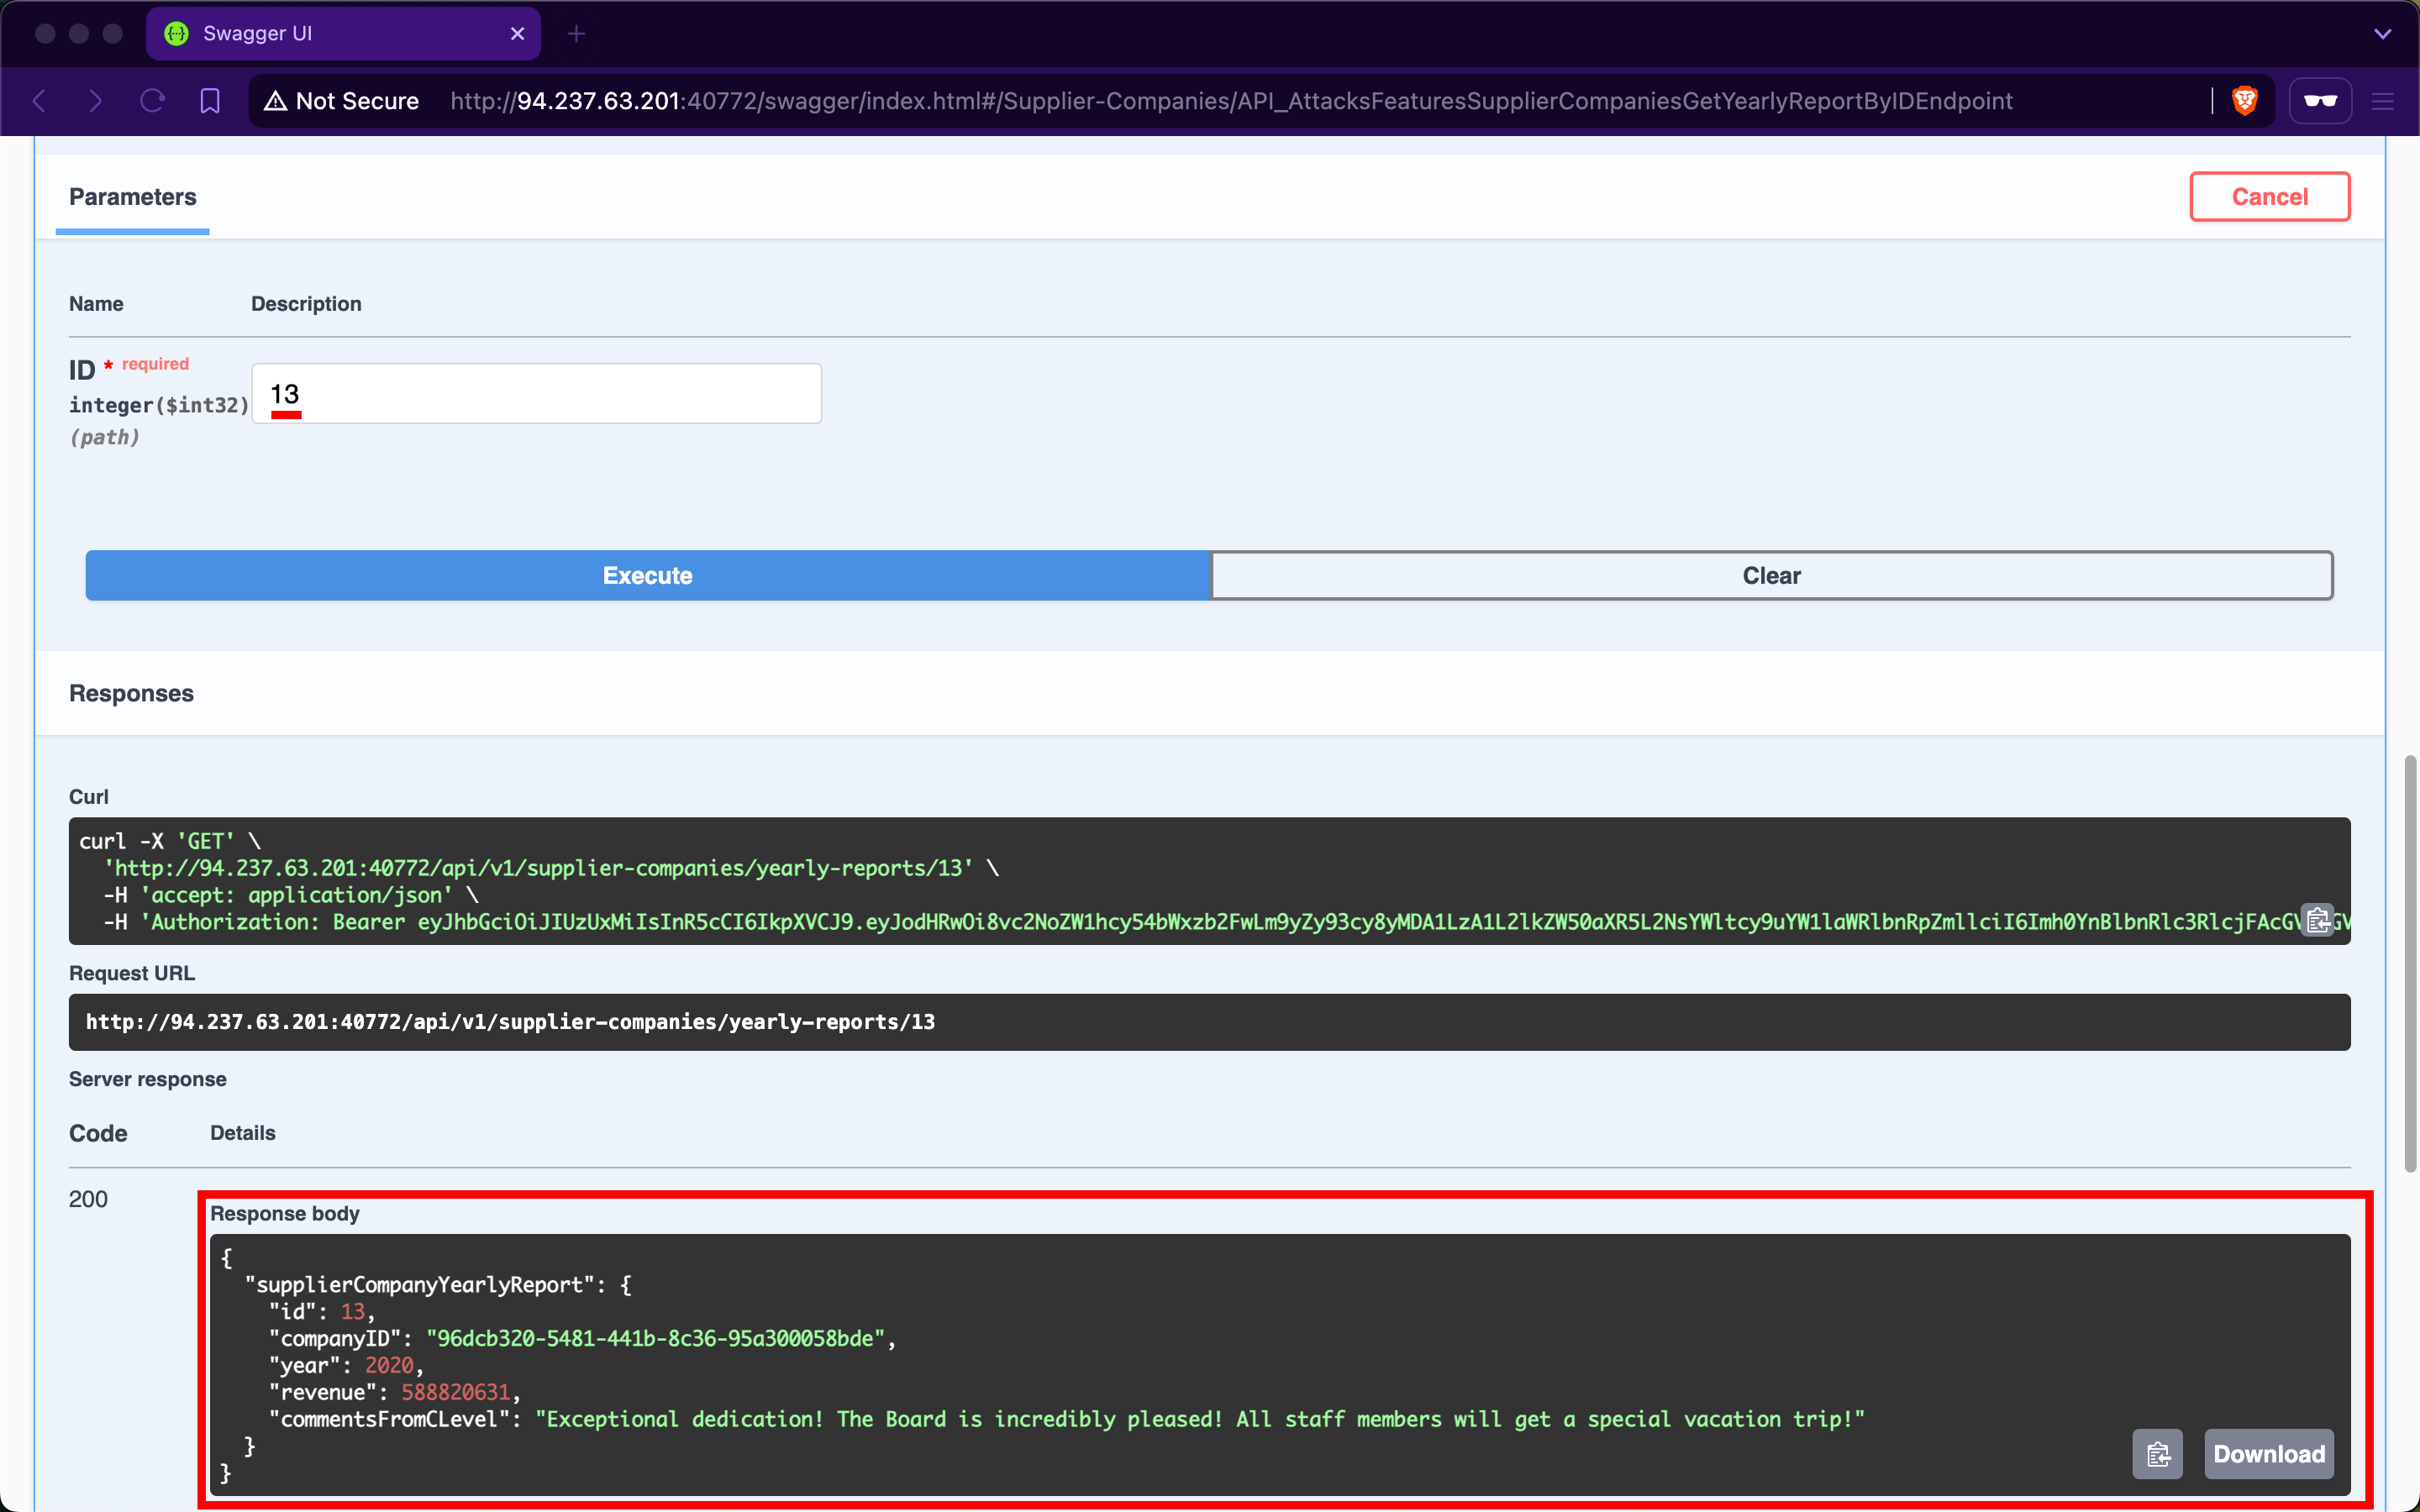 Swagger UI
Not Secure http://94.237.63.201:40772/swagger/index.html#/Supplier-Companies/API_AttacksFeaturesSupplierCompaniesGetYearlyReportByIDEndpoint
Parameters
Cancel
Name Description
ID * required
integer($int32)
(path)
13
Execute Clear
Responses
Curl
curl -X 'GET' \
'http://94.237.63.201:40772/api/v1/supplier-companies/yearly-reports/13' \
-H 'accept: application/json' \
-H 'Authorization: Bearer
Request URL
http://94.237.63.201:40772/api/v1/supplier-companies/yearly-reports/13
Server response
Code Details
200
Response body
{
"supplierCompanyYearlyReport": {
"id": 13,
"companyID": "96dcb320-5481-441b-8c36-95a300058bde",
"year": 2020,
"revenue": 588820631,
"commentsFromCLevel": "Exceptional dedication! The Board is incredibly pleased! All staff members will get a special vacation trip!"
}
}
Download